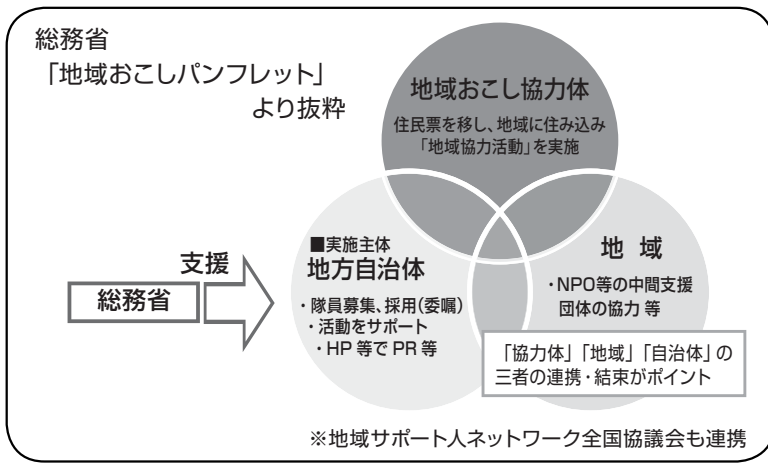 総務省
「地域おこしパンフレット」
より抜粋
地域おこし協力体
住民票を移し、地域に住み込み
「地域協力活動」を実施
支援
総務省
■実施主体
地方自治体
・隊員募集、採用(委嘱)
・活動をサポート
・HP 等で PR 等
地 域
・NPO等の中間支援
団体の協力 等
「協力体」「地域」「自治体」の
三者の連携・結束がポイント
※地域サポート人ネットワーク全国協議会も連携